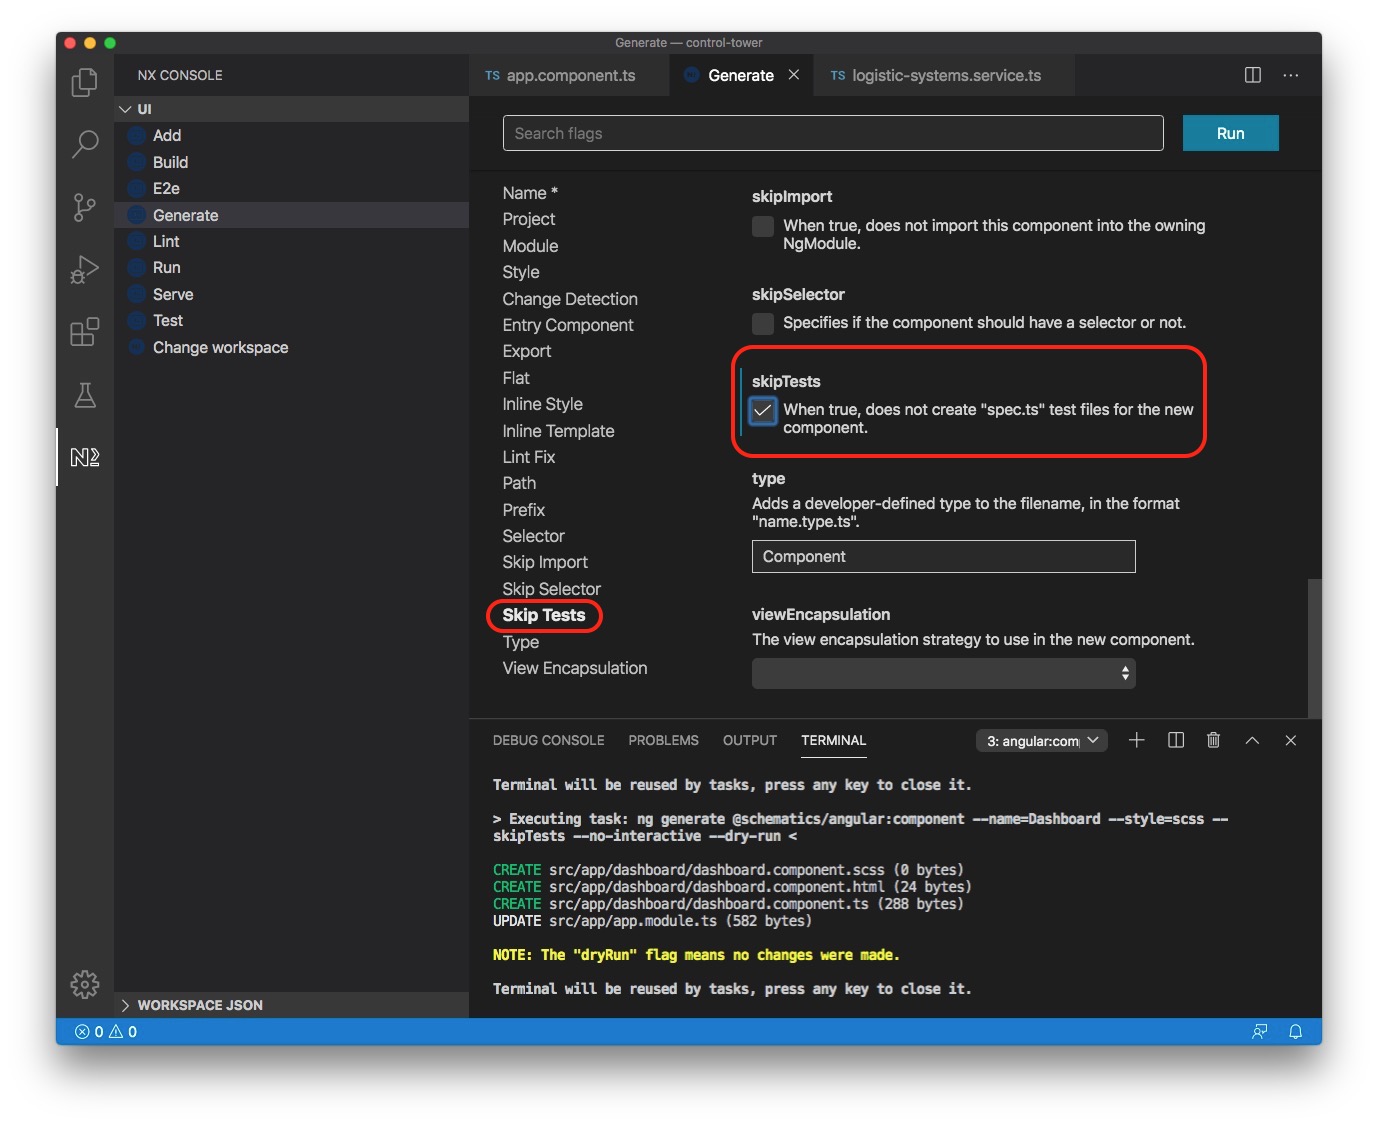 Generate — control-tower
NX CONSOLE
TS app.component.ts
Generate
TS logistic-systems.service.ts
UI
Add
Build
E2e
Generate
Lint
Run
Serve
Test
Change workspace
WORKSPACE JSON
Search flags
Run
Name *
Project
Module
Style
Change Detection
Entry Component
Export
Flat
Inline Style
Inline Template
Lint Fix
Path
Prefix
Selector
Skip Import
Skip Selector
Skip Tests
Type
View Encapsulation
skipImport
When true, does not import this component into the owning
NgModule.
skipSelector
Specifies if the component should have a selector or not.
skipTests
When true, does not create "spec.ts" test files for the new
component.
type
Adds a developer-defined type to the filename, in the format
"name.type.ts".
Component
viewEncapsulation
The view encapsulation strategy to use in the new component.
DEBUG CONSOLE PROBLEMS OUTPUT TERMINAL
3: angular:com
Terminal will be reused by tasks, press any key to close it.
> Executing task: ng generate @schematics/angular:component --name=Dashboard --style=scss --
skipTests --no-interactive --dry-run <
CREATE src/app/dashboard/dashboard.component.scss (0 bytes)
CREATE src/app/dashboard/dashboard.component.html (24 bytes)
CREATE src/app/dashboard/dashboard.component.ts (288 bytes)
UPDATE src/app/app.module.ts (582 bytes)
NOTE: The "dryRun" flag means no changes were made.
Terminal will be reused by tasks, press any key to close it.
0 0